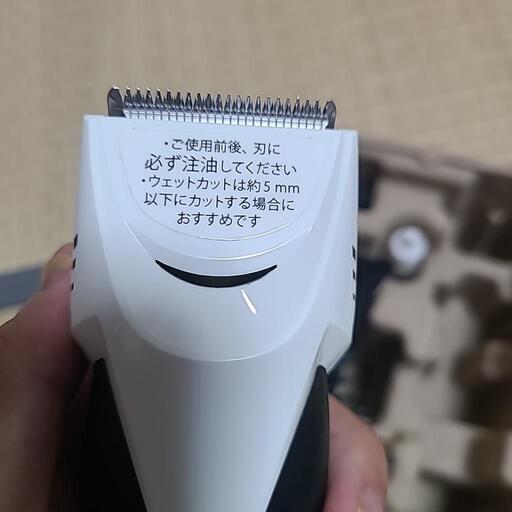 ・ご使用前後、刃に
必ず注油してください
・ウェットカットは約5mm
以下にカットする場合に
おすすめです